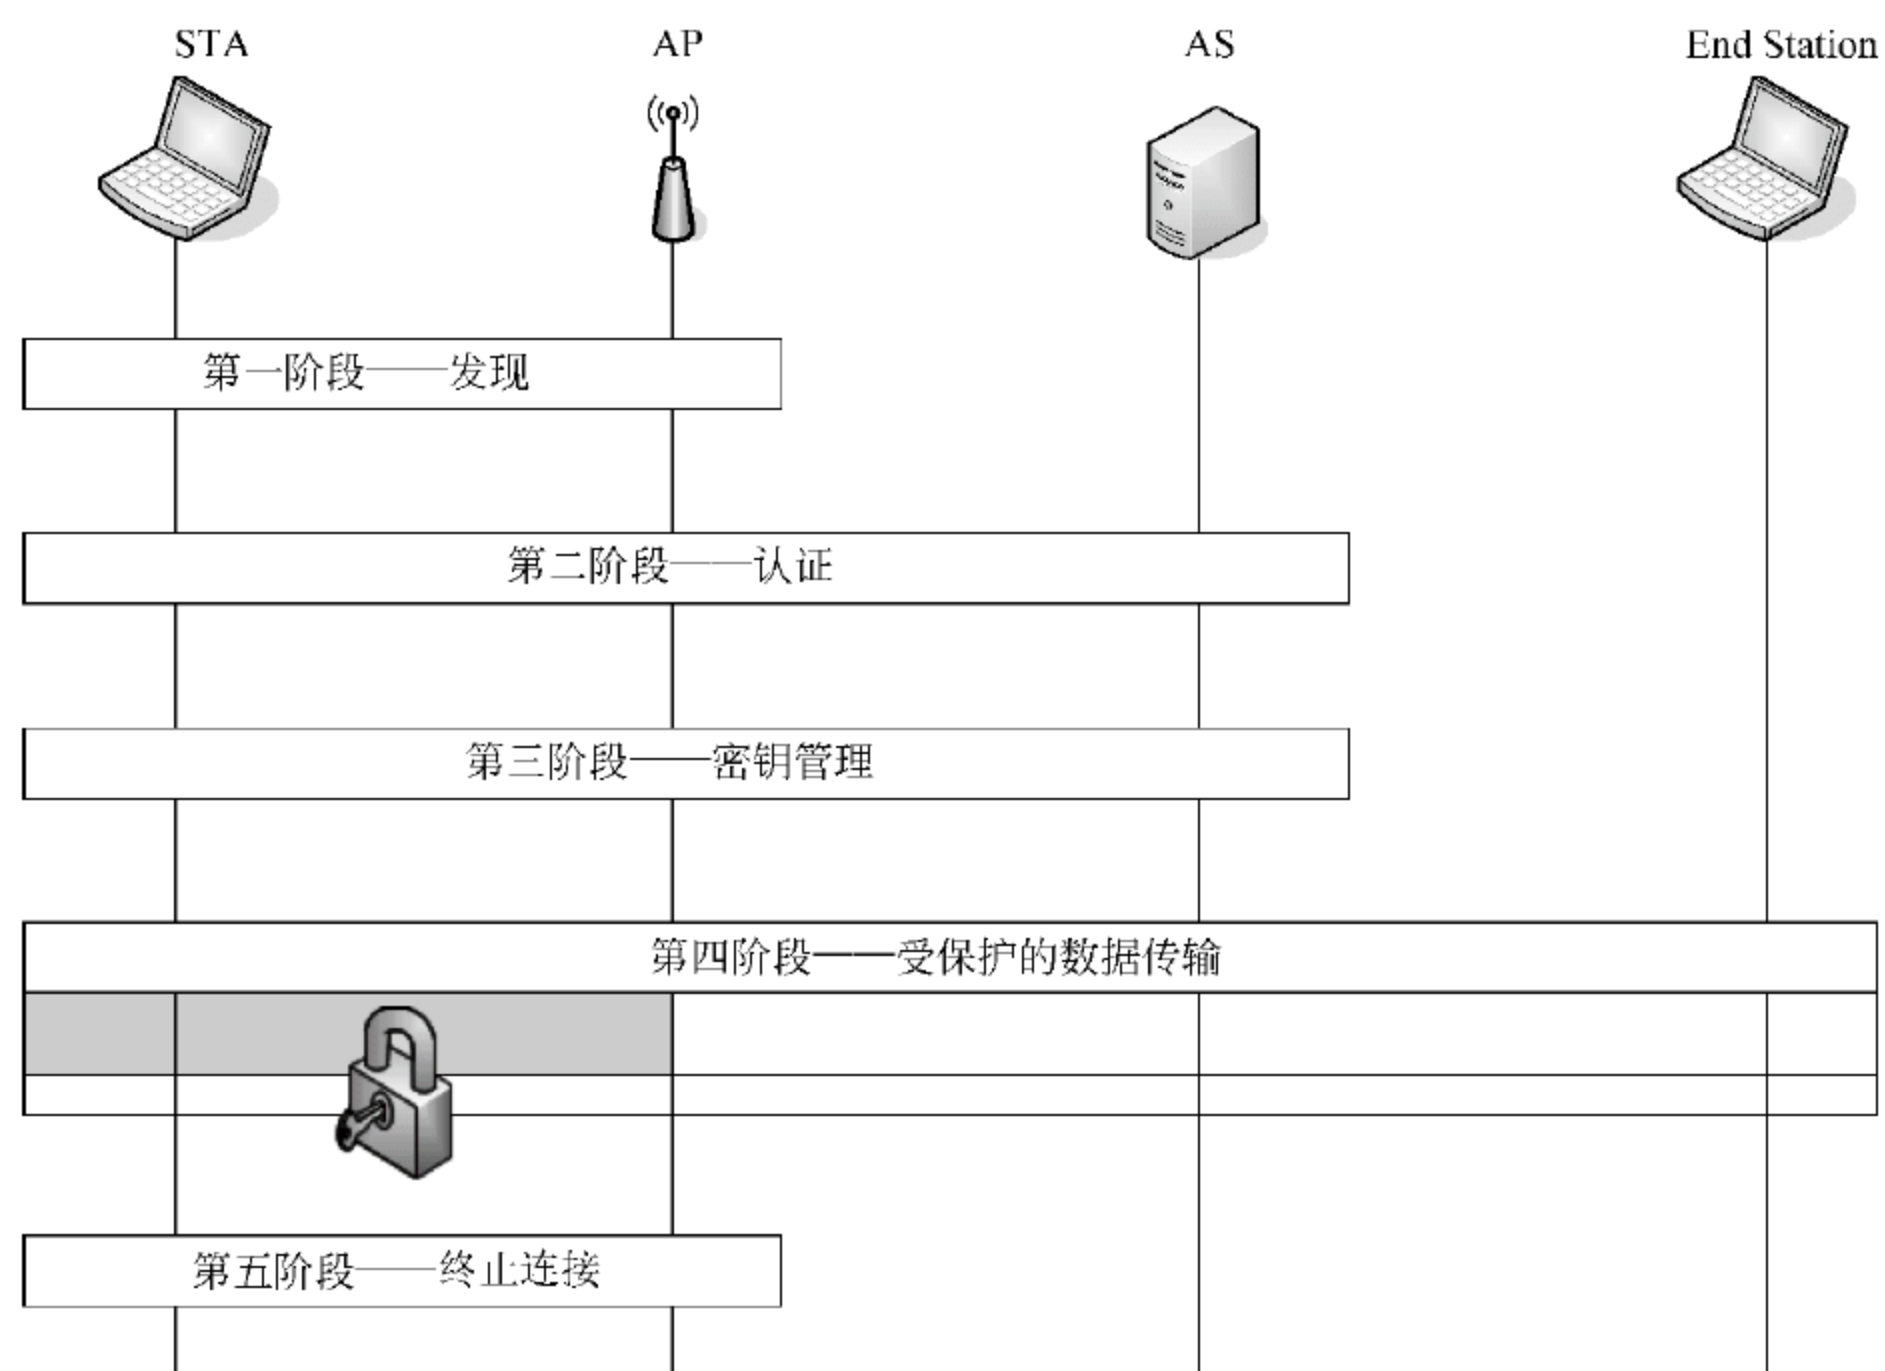 STA
AP
AS
End Station
第一阶段——发现
第二阶段——认证
第三阶段——密钥管理
第四阶段——受保护的数据传输
第五阶段——终止连接